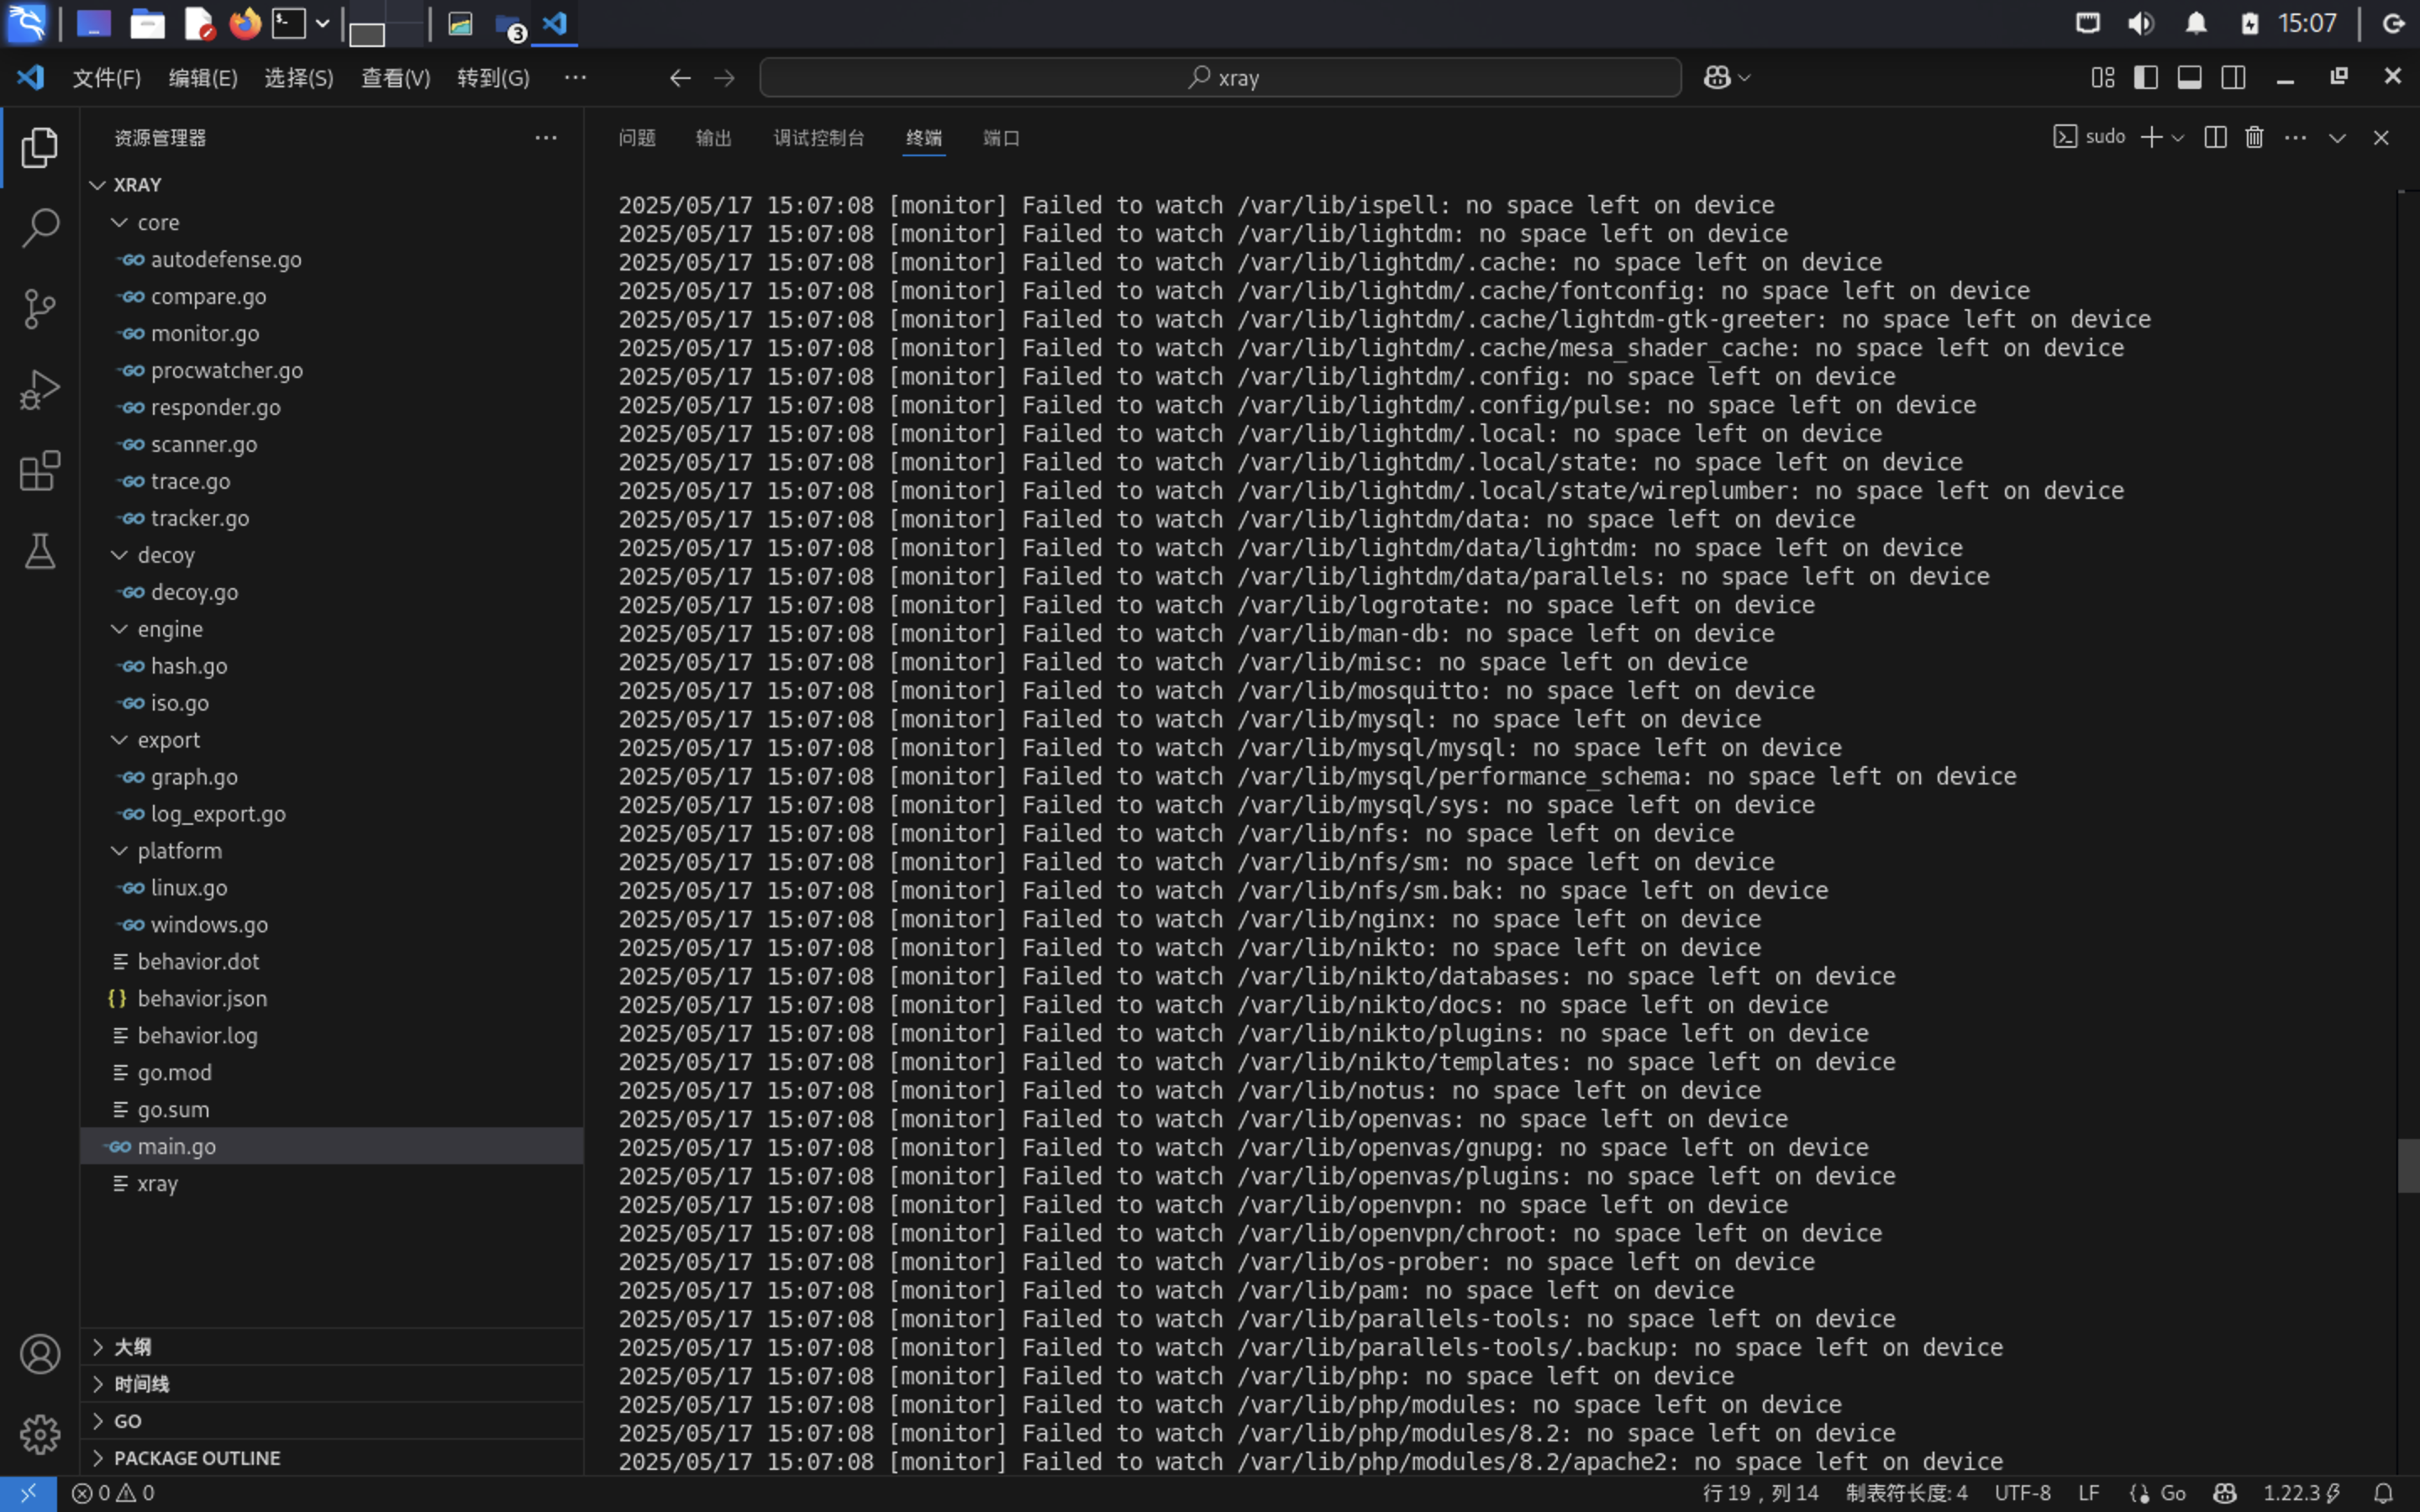 15:07
文件(F) 编辑(E) 选择(S) 查看(V) 转到(G) ··· xray
资源管理器
XRAY
core
autodefense.go
compare.go
monitor.go
procwatcher.go
responder.go
scanner.go
trace.go
tracker.go
decoy
decoy.go
engine
hash.go
iso.go
export
graph.go
log_export.go
platform
linux.go
windows.go
behavior.dot
behavior.json
behavior.log
go.mod
go.sum
main.go
xray
大纲
时间线
GO
PACKAGE OUTLINE
问题 输出 调试控制台 终端 端口 sudo
2025/05/17 15:07:08 [monitor] Failed to watch /var/lib/ispell: no space left on device
2025/05/17 15:07:08 [monitor] Failed to watch /var/lib/lightdm: no space left on device
2025/05/17 15:07:08 [monitor] Failed to watch /var/lib/lightdm/.cache: no space left on device
2025/05/17 15:07:08 [monitor] Failed to watch /var/lib/lightdm/.cache/fontconfig: no space left on device
2025/05/17 15:07:08 [monitor] Failed to watch /var/lib/lightdm/.cache/lightdm-gtk-greeter: no space left on device
2025/05/17 15:07:08 [monitor] Failed to watch /var/lib/lightdm/.cache/mesa_shader_cache: no space left on device
2025/05/17 15:07:08 [monitor] Failed to watch /var/lib/lightdm/.config: no space left on device
2025/05/17 15:07:08 [monitor] Failed to watch /var/lib/lightdm/.config/pulse: no space left on device
2025/05/17 15:07:08 [monitor] Failed to watch /var/lib/lightdm/.local: no space left on device
2025/05/17 15:07:08 [monitor] Failed to watch /var/lib/lightdm/.local/state: no space left on device
2025/05/17 15:07:08 [monitor] Failed to watch /var/lib/lightdm/.local/state/wireplumber: no space left on device
2025/05/17 15:07:08 [monitor] Failed to watch /var/lib/lightdm/data: no space left on device
2025/05/17 15:07:08 [monitor] Failed to watch /var/lib/lightdm/data/lightdm: no space left on device
2025/05/17 15:07:08 [monitor] Failed to watch /var/lib/lightdm/data/parallels: no space left on device
2025/05/17 15:07:08 [monitor] Failed to watch /var/lib/logrotate: no space left on device
2025/05/17 15:07:08 [monitor] Failed to watch /var/lib/man-db: no space left on device
2025/05/17 15:07:08 [monitor] Failed to watch /var/lib/misc: no space left on device
2025/05/17 15:07:08 [monitor] Failed to watch /var/lib/mosquitto: no space left on device
2025/05/17 15:07:08 [monitor] Failed to watch /var/lib/mysql: no space left on device
2025/05/17 15:07:08 [monitor] Failed to watch /var/lib/mysql/mysql: no space left on device
2025/05/17 15:07:08 [monitor] Failed to watch /var/lib/mysql/performance_schema: no space left on device
2025/05/17 15:07:08 [monitor] Failed to watch /var/lib/mysql/sys: no space left on device
2025/05/17 15:07:08 [monitor] Failed to watch /var/lib/nfs: no space left on device
2025/05/17 15:07:08 [monitor] Failed to watch /var/lib/nfs/sm: no space left on device
2025/05/17 15:07:08 [monitor] Failed to watch /var/lib/nfs/sm.bak: no space left on device
2025/05/17 15:07:08 [monitor] Failed to watch /var/lib/nginx: no space left on device
2025/05/17 15:07:08 [monitor] Failed to watch /var/lib/nikto: no space left on device
2025/05/17 15:07:08 [monitor] Failed to watch /var/lib/nikto/databases: no space left on device
2025/05/17 15:07:08 [monitor] Failed to watch /var/lib/nikto/docs: no space left on device
2025/05/17 15:07:08 [monitor] Failed to watch /var/lib/nikto/plugins: no space left on device
2025/05/17 15:07:08 [monitor] Failed to watch /var/lib/nikto/templates: no space left on device
2025/05/17 15:07:08 [monitor] Failed to watch /var/lib/notus: no space left on device
2025/05/17 15:07:08 [monitor] Failed to watch /var/lib/openvas: no space left on device
2025/05/17 15:07:08 [monitor] Failed to watch /var/lib/openvas/gnupg: no space left on device
2025/05/17 15:07:08 [monitor] Failed to watch /var/lib/openvas/plugins: no space left on device
2025/05/17 15:07:08 [monitor] Failed to watch /var/lib/openvpn: no space left on device
2025/05/17 15:07:08 [monitor] Failed to watch /var/lib/openvpn/chroot: no space left on device
2025/05/17 15:07:08 [monitor] Failed to watch /var/lib/os-prober: no space left on device
2025/05/17 15:07:08 [monitor] Failed to watch /var/lib/pam: no space left on device
2025/05/17 15:07:08 [monitor] Failed to watch /var/lib/parallels-tools: no space left on device
2025/05/17 15:07:08 [monitor] Failed to watch /var/lib/parallels-tools/.backup: no space left on device
2025/05/17 15:07:08 [monitor] Failed to watch /var/lib/php: no space left on device
2025/05/17 15:07:08 [monitor] Failed to watch /var/lib/php/modules: no space left on device
2025/05/17 15:07:08 [monitor] Failed to watch /var/lib/php/modules/8.2: no space left on device
2025/05/17 15:07:08 [monitor] Failed to watch /var/lib/php/modules/8.2/apache2: no space left on device
0 0 行 19，列 14 制表符长度: 4 UTF-8 LF Go 1.22.3